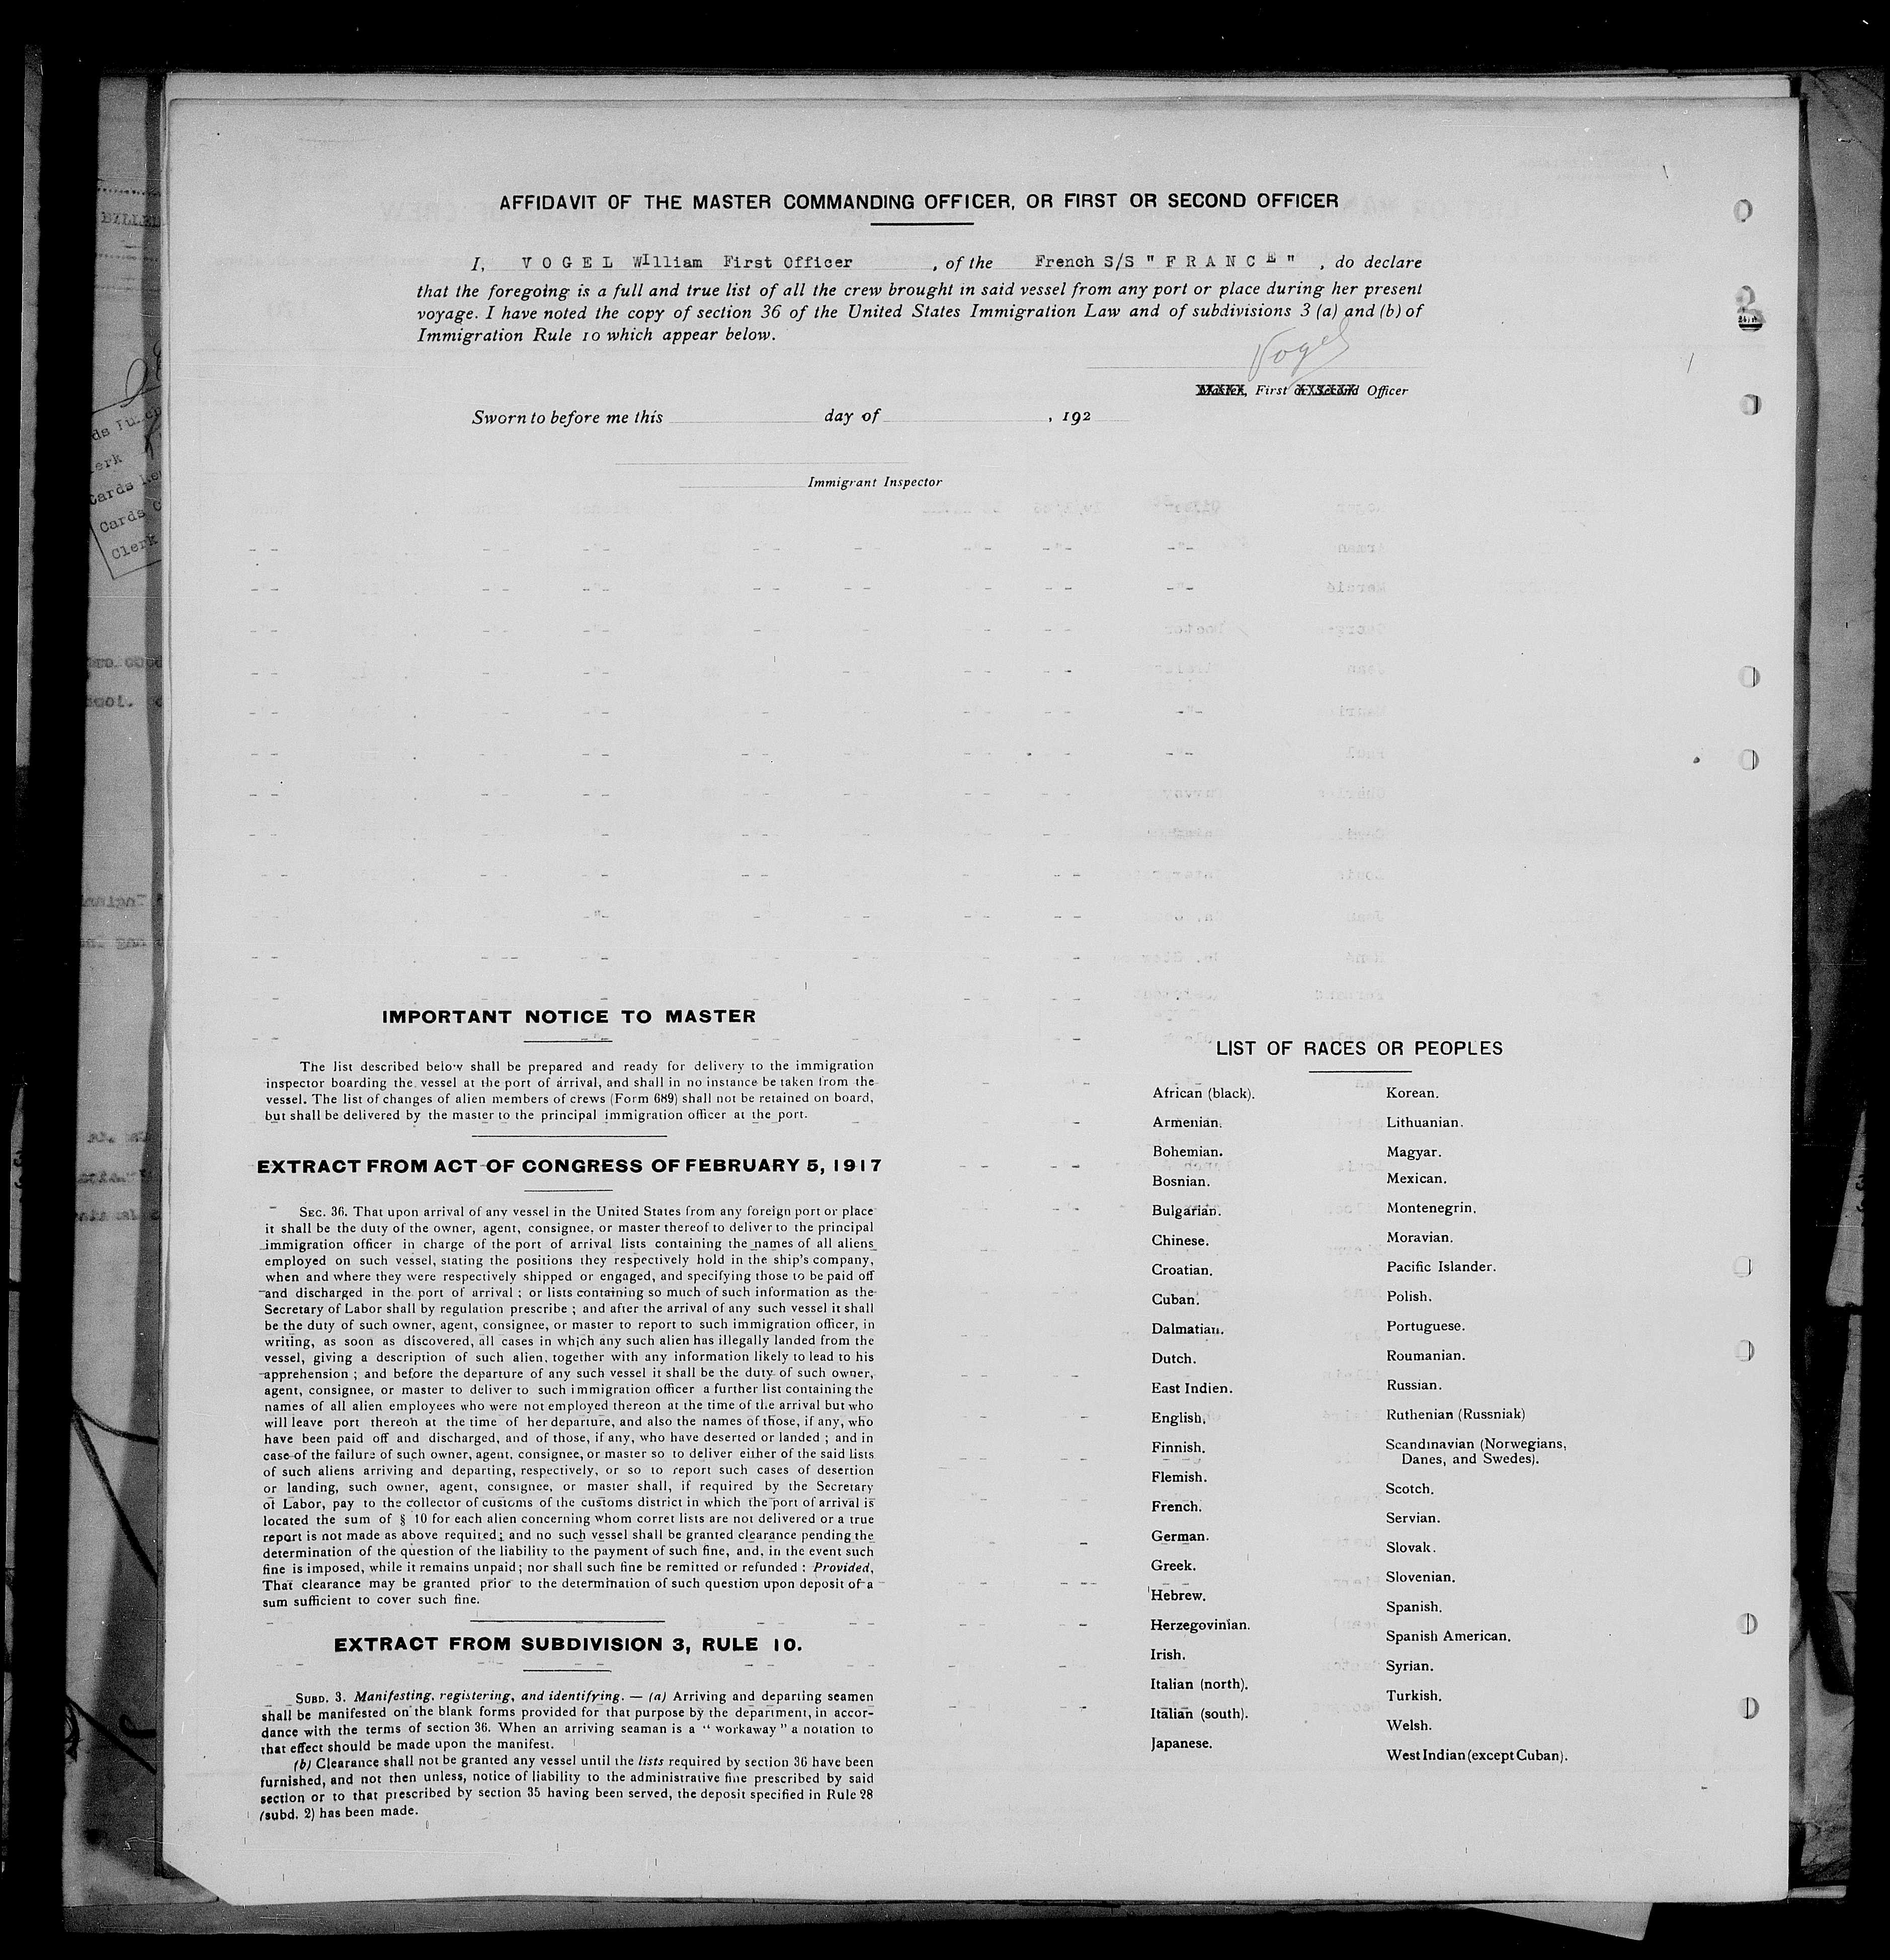 AFFIDAVIT OF THE MASTER COMMANDING OFFICER, OR FIRST OR SECOND OFFICER
I, V O G E L WIlliam First Officer , of the French S/S " F R A N C E " , do declare
that the foregoing is a full and true list of all the crew brought in said vessel from any port or place during her present
voyage. I have noted the copy of section 36 of the United States Immigration Law and of subdivisions 3 (a) and (b) of
Immigration Rule 10 which appear below.
Vogel
Master, First or Second Officer
Sworn to before me this day of , 192
Immigrant Inspector
IMPORTANT NOTICE TO MASTER
The list described below shall be prepared and ready for delivery to the immigration
inspector boarding the vessel at the port of arrival, and shall in no instance be taken from the
vessel. The list of changes of alien members of crews (Form 689) shall not be retained on board,
but shall be delivered by the master to the principal immigration officer at the port.
EXTRACT FROM ACT OF CONGRESS OF FEBRUARY 5, 1917
SEC. 36. That upon arrival of any vessel in the United States from any foreign port or place
it shall be the duty of the owner, agent, consignee, or master thereof to deliver to the principal
immigration officer in charge of the port of arrival lists containing the names of all aliens
employed on such vessel, stating the positions they respectively hold in the ship's company,
when and where they were respectively shipped or engaged, and specifying those to be paid off
and discharged in the port of arrival ; or lists containing so much of such information as the
Secretary of Labor shall by regulation prescribe ; and after the arrival of any such vessel it shall
be the duty of such owner, agent, consignee, or master to report to such immigration officer, in
writing, as soon as discovered, all cases in which any such alien has illegally landed from the
vessel, giving a description of such alien, together with any information likely to lead to his
apprehension ; and before the departure of any such vessel it shall be the duty of such owner,
agent, consignee, or master to deliver to such immigration officer a further list containing the
names of all alien employees who were not employed thereon at the time of the arrival but who
will leave port thereon at the time of her departure, and also the names of those, if any, who
have been paid off and discharged, and of those, if any, who have deserted or landed ; and in
case of the failure of such owner, agent, consignee, or master so to deliver either of the said lists
of such aliens arriving and departing, respectively, or so to report such cases of desertion
or landing, such owner, agent, consignee, or master shall, if required by the Secretary
of Labor, pay to the collector of customs of the customs district in which the port of arrival is
located the sum of § 10 for each alien concerning whom corret lists are not delivered or a true
report is not made as above required ; and no such vessel shall be granted clearance pending the
determination of the question of the liability to the payment of such fine, and, in the event such
fine is imposed, while it remains unpaid ; nor shall such fine be remitted or refunded : Provided,
That clearance may be granted prior to the determination of such question upon deposit of a
sum sufficient to cover such fine.
EXTRACT FROM SUBDIVISION 3, RULE 10.
SUBD. 3. Manifesting, registering, and identifying. — (a) Arriving and departing seamen
shall be manifested on the blank forms provided for that purpose by the department, in accor-
dance with the terms of section 36. When an arriving seaman is a “ workaway ” a notation to
that effect should be made upon the manifest.
(b) Clearance shall not be granted any vessel until the lists required by section 36 have been
furnished, and not then unless, notice of liability to the administrative fine prescribed by said
section or to that prescribed by section 35 having been served, the deposit specified in Rule 28
(subd. 2) has been made.
LIST OF RACES OR PEOPLES
African (black).
Armenian.
Bohemian.
Bosnian.
Bulgarian.
Chinese.
Croatian.
Cuban.
Dalmatian.
Dutch.
East Indien.
English.
Finnish.
Flemish.
French.
German.
Greek.
Hebrew.
Herzegovinian.
Irish.
Italian (north).
Italian (south).
Japanese.
Korean.
Lithuanian.
Magyar.
Mexican.
Montenegrin.
Moravian.
Pacific Islander.
Polish.
Portuguese.
Roumanian.
Russian.
Ruthenian (Russniak)
Scandinavian (Norwegians,
Danes, and Swedes).
Scotch.
Servian.
Slovak.
Slovenian.
Spanish.
Spanish American.
Syrian.
Turkish.
Welsh.
West Indian (except Cuban).